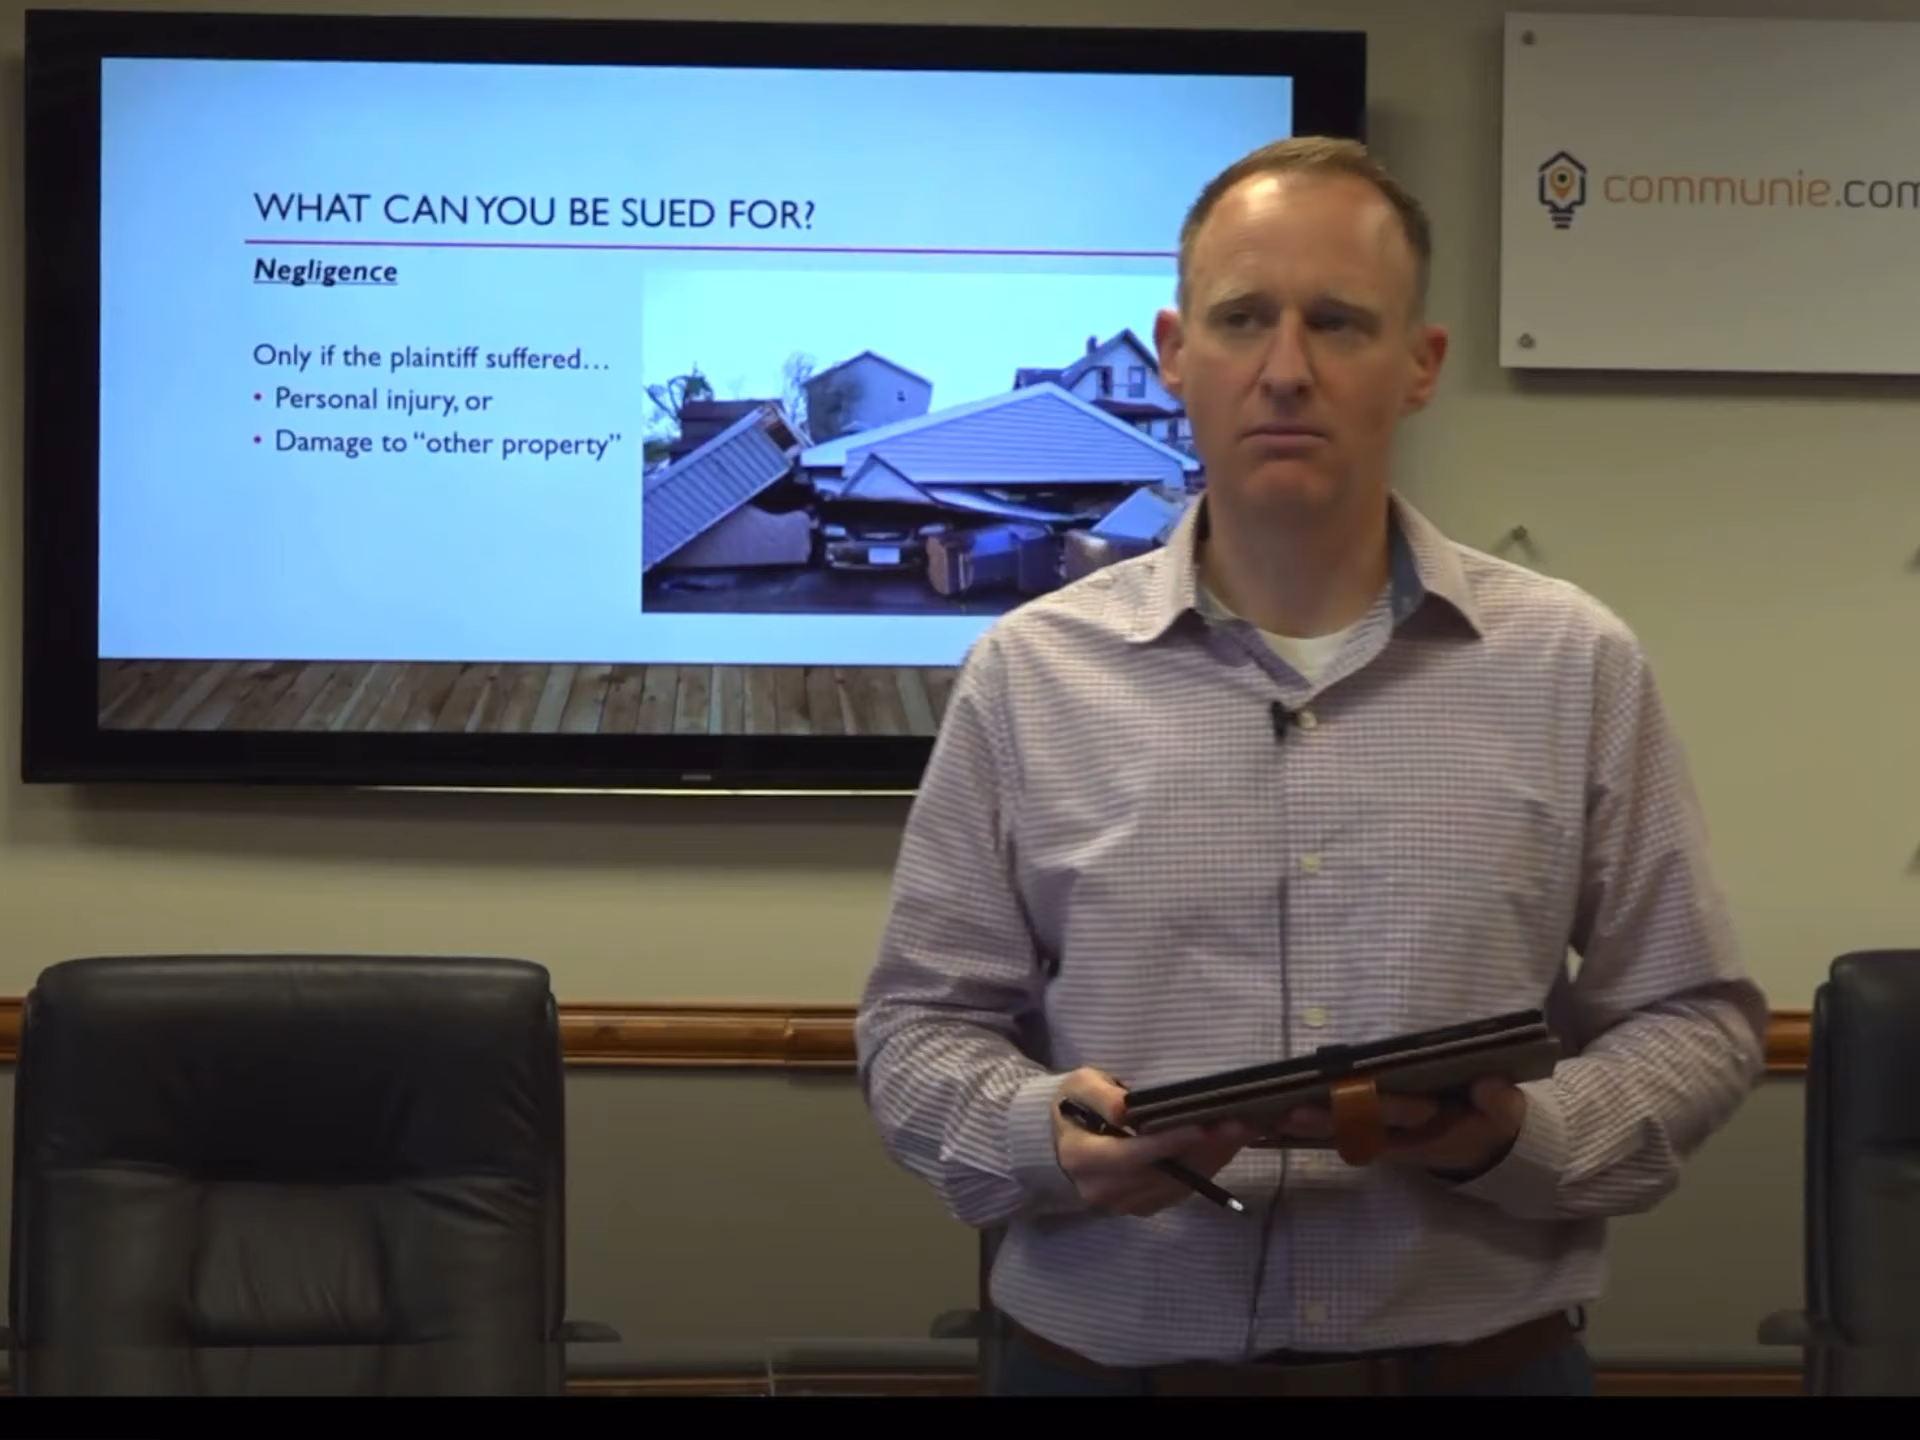 WHAT CAN YOU BE SUED FOR?
Negligence
Only if the plaintiff suffered...
• Personal injury, or
• Damage to “other property”
communie.com